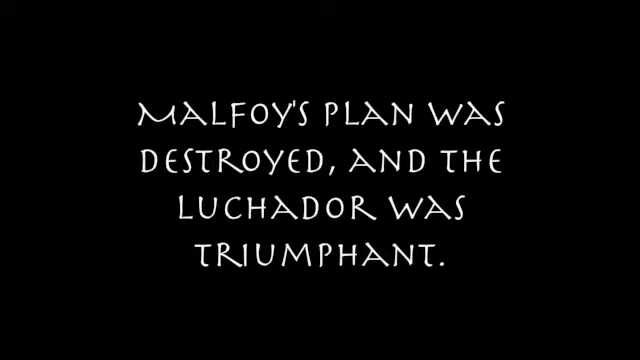 Malfoy's plan was
destroyed, and the
luchador was
triumphant.